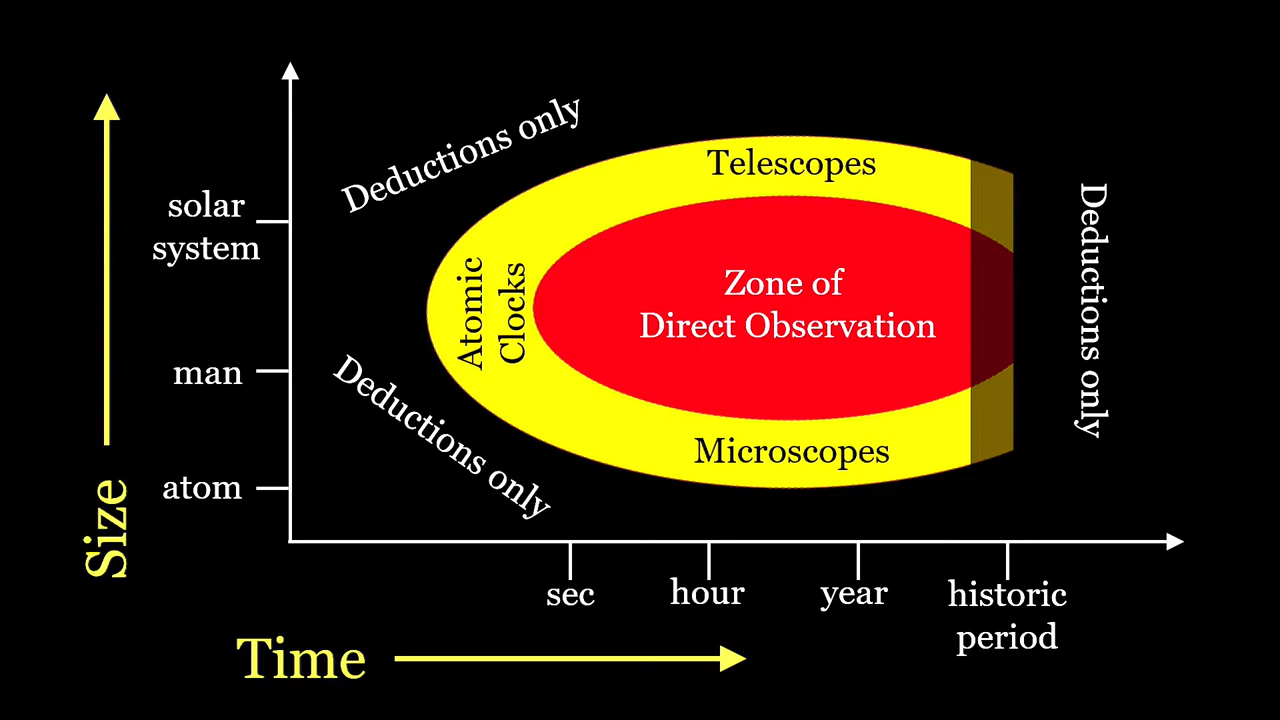 Deductions only
Telescopes
solar
system
Deductions only
Zone of
Direct Observation
Atomic
Clocks
man
Deductions only
Microscopes
atom
Size
sec
hour
year
historic
period
Time